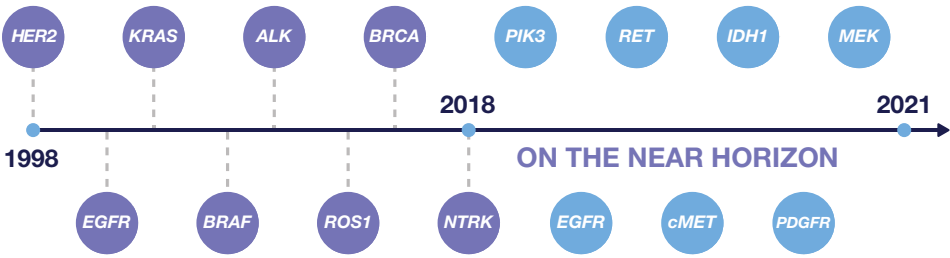 HER2
KRAS
ALK
BRCA
PIK3
RET
IDH1
MEK
2018
2021
1998
ON THE NEAR HORIZON
EGFR
BRAF
ROS1
NTRK
EGFR
cMET
PDGFR